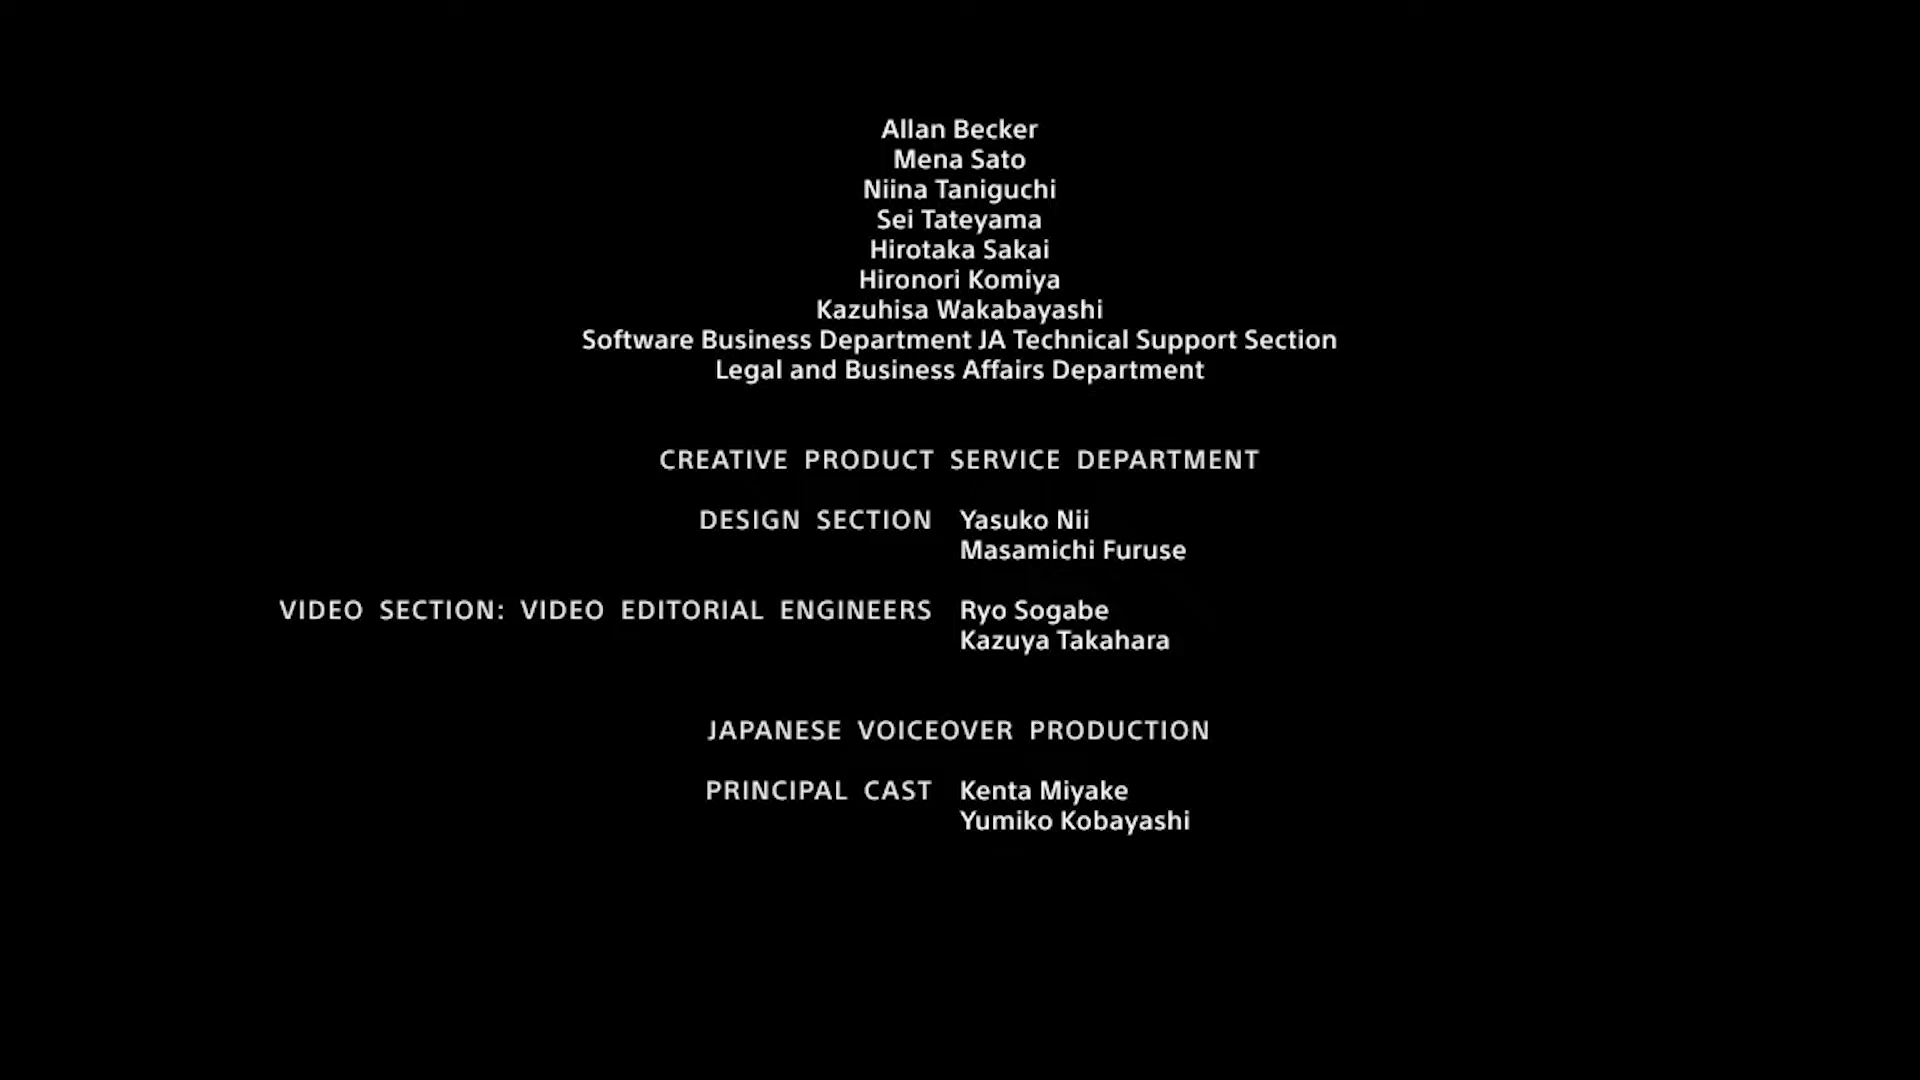 Allan Becker
Mena Sato
Niina Taniguchi
Sei Tateyama
Hirotaka Sakai
Hironori Komiya
Kazuhisa Wakabayashi
Software Business Department JA Technical Support Section
Legal and Business Affairs Department
CREATIVE PRODUCT SERVICE DEPARTMENT
DESIGN SECTION Yasuko Nii
Masamichi Furuse
VIDEO SECTION: VIDEO EDITORIAL ENGINEERS Ryo Sogabe
Kazuya Takahara
JAPANESE VOICEOVER PRODUCTION
PRINCIPAL CAST Kenta Miyake
Yumiko Kobayashi